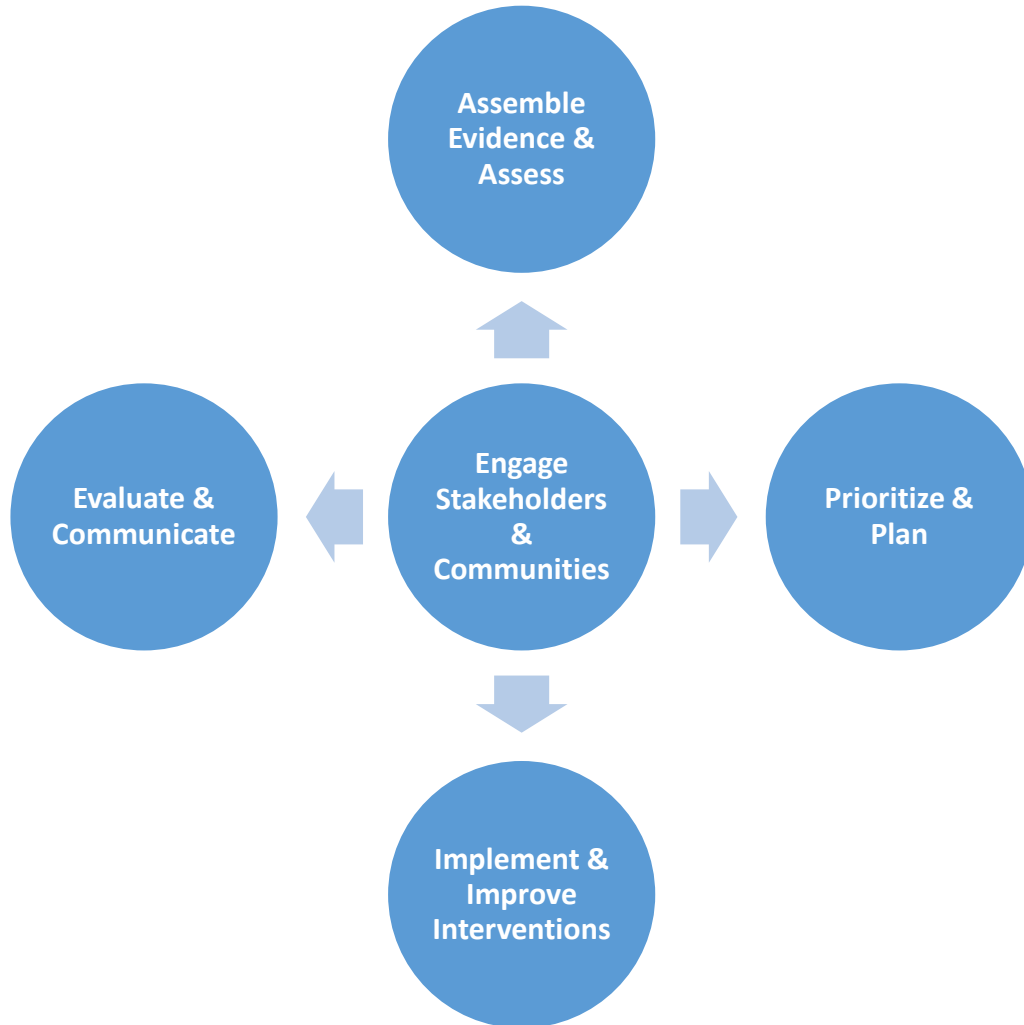 Assemble
Evidence &
Assess
Evaluate &
Communicate
Engage
Stakeholders
&
Communities
Prioritize &
Plan
Implement &
Improve
Interventions